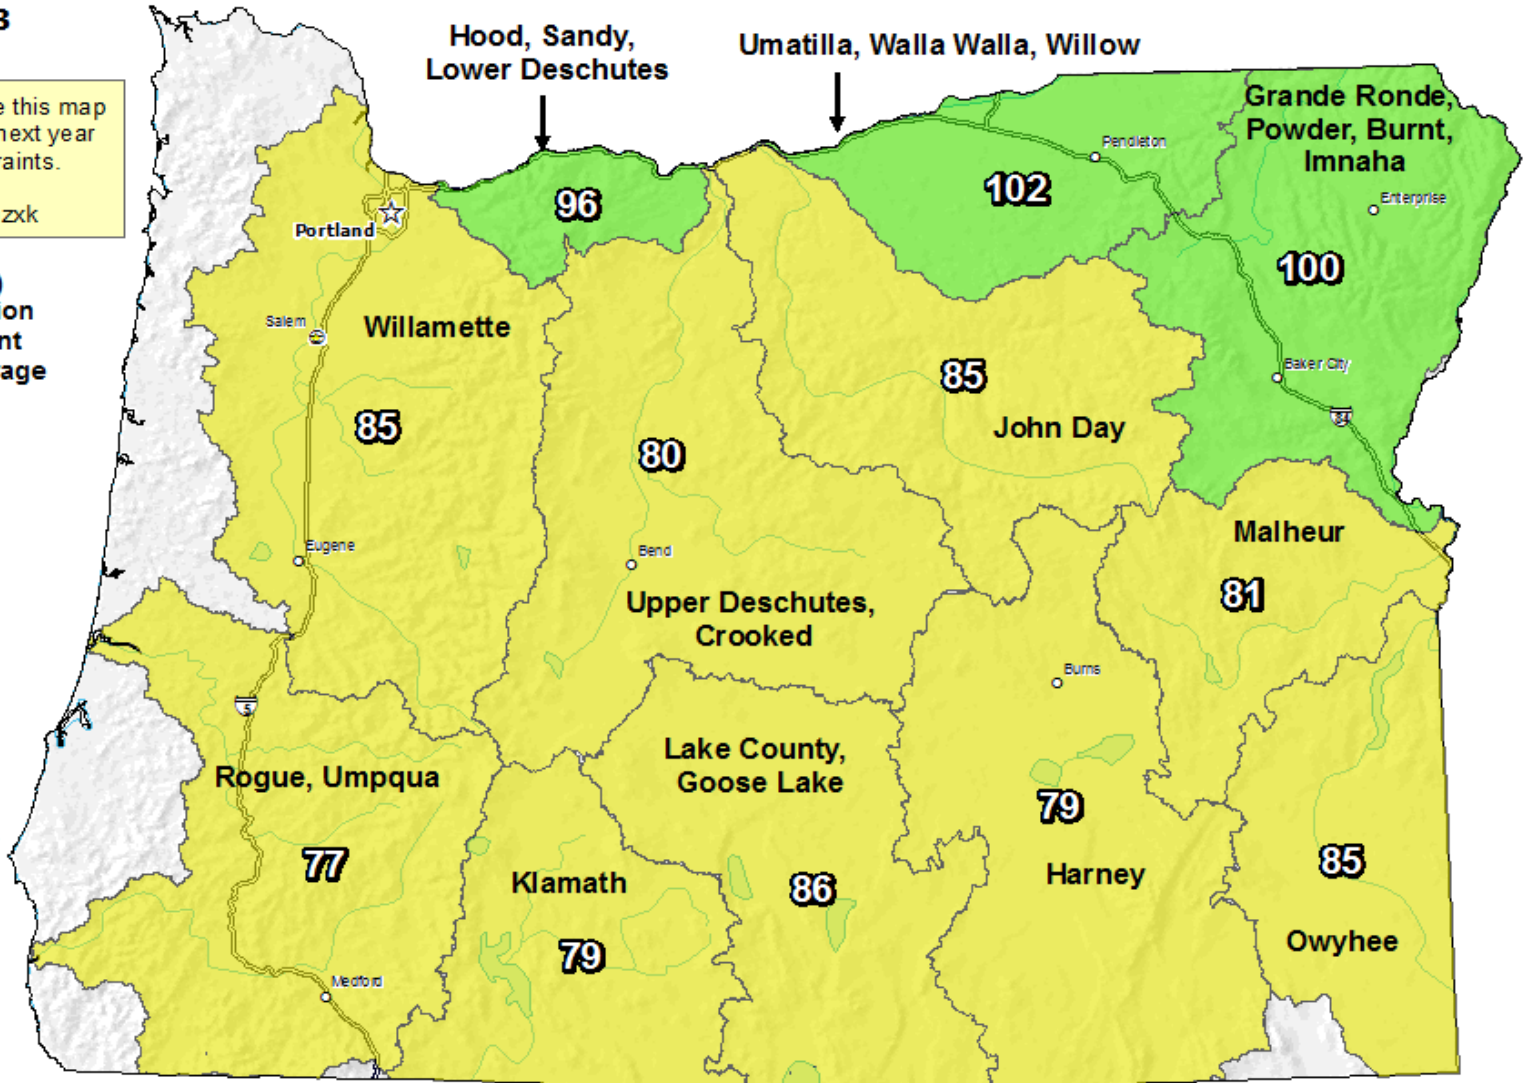 3
e this map
next year
raints.
zxk
)
ion
nt
age
Hood, Sandy,
Lower Deschutes
Umatilla, Walla Walla, Willow
Grande Ronde,
Powder, Burnt,
Imnaha
Pendleton
Enterprise
96
102
100
Portland
Salem
Willamette
85
80
85
John Day
Baker City
84
Malheur
81
Eugene
Bend
Upper Deschutes,
Crooked
Burns
5
Rogue, Umpqua
77
Lake County,
Goose Lake
86
79
Harney
Klamath
79
85
Owyhee
Medford